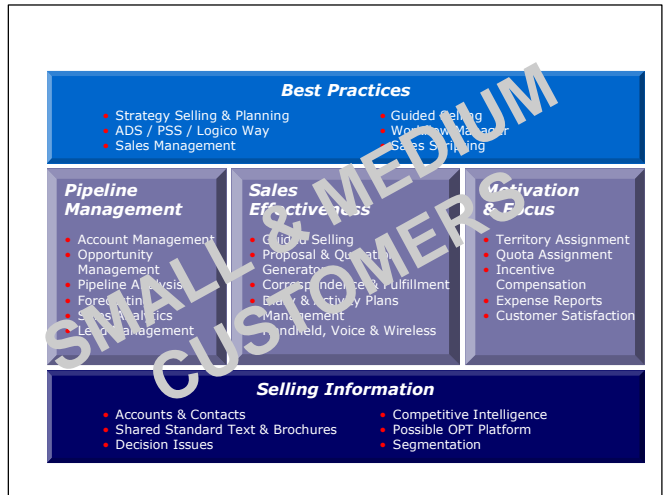 Best Practices
• Strategy Selling & Planning
• ADS / PSS / Logico Way
• Sales Management
• Guided Selling
• Workflow Manager
• Sales Scripting
Pipeline
Management
• Account Management
• Opportunity
Management
• Pipeline Analysis
• Forecasting
• Sales Analytics
• Lead Management
Sales
Effectiveness
• Guided Selling
• Proposal & Quotation
Generator
• Correspondence & Fulfillment
• Diary & Activity Plans
Management
• Handheld, Voice & Wireless
Motivation
& Focus
• Territory Assignment
• Quota Assignment
• Incentive
Compensation
• Expense Reports
• Customer Satisfaction
Selling Information
• Accounts & Contacts
• Shared Standard Text & Brochures
• Decision Issues
• Competitive Intelligence
• Possible OPT Platform
• Segmentation
SMALL & MEDIUM
CUSTOMERS